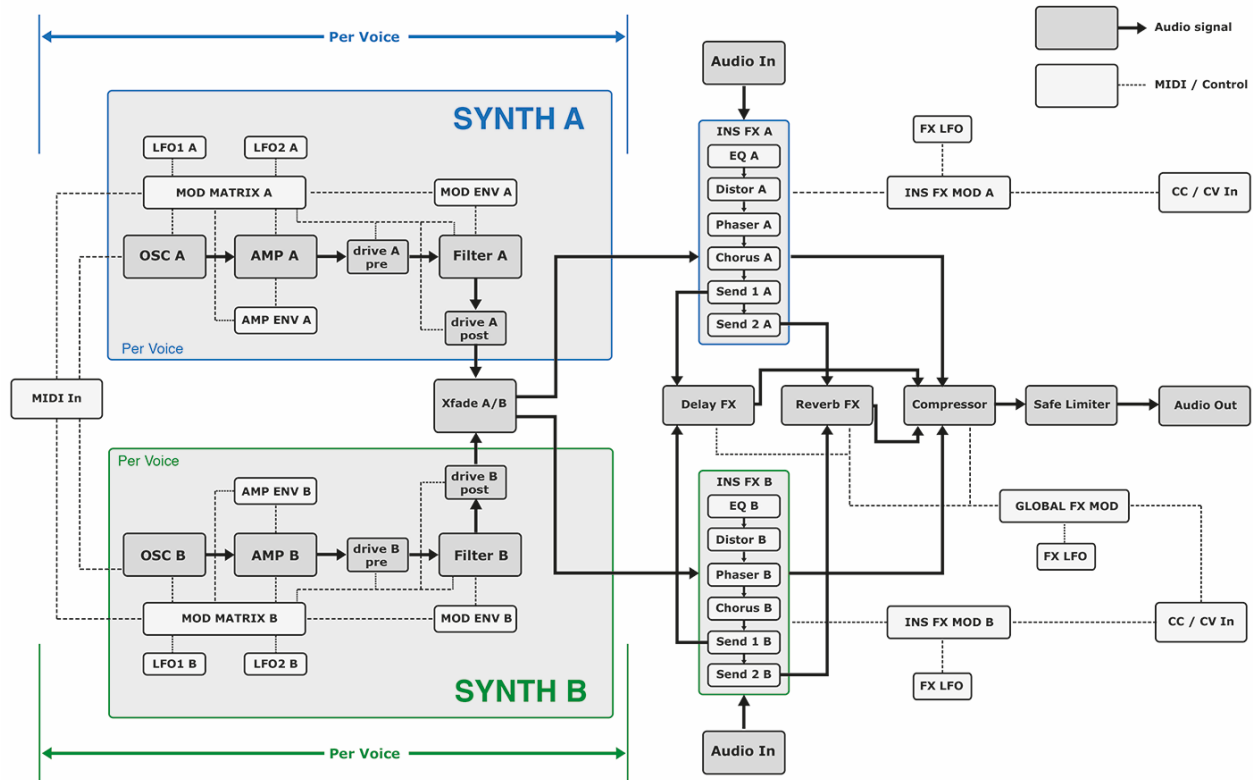 Per Voice
Audio signal
MIDI / Control
Audio In
SYNTH A
LFO1 A
LFO2 A
MOD MATRIX A
MOD ENV A
OSC A
AMP A
drive A
pre
Filter A
AMP ENV A
drive A
post
Per Voice
INS FX A
EQ A
Distor A
Phaser A
Chorus A
Send 1 A
Send 2 A
FX LFO
INS FX MOD A
CC / CV In
MIDI In
Xfade A/B
Delay FX
Reverb FX
Compressor
Safe Limiter
Audio Out
Per Voice
drive B
post
AMP ENV B
OSC B
AMP B
drive B
pre
Filter B
MOD MATRIX B
MOD ENV B
LFO1 B
LFO2 B
SYNTH B
INS FX B
EQ B
Distor B
Phaser B
Chorus B
Send 1 B
Send 2 B
GLOBAL FX MOD
FX LFO
INS FX MOD B
CC / CV In
FX LFO
Per Voice
Audio In